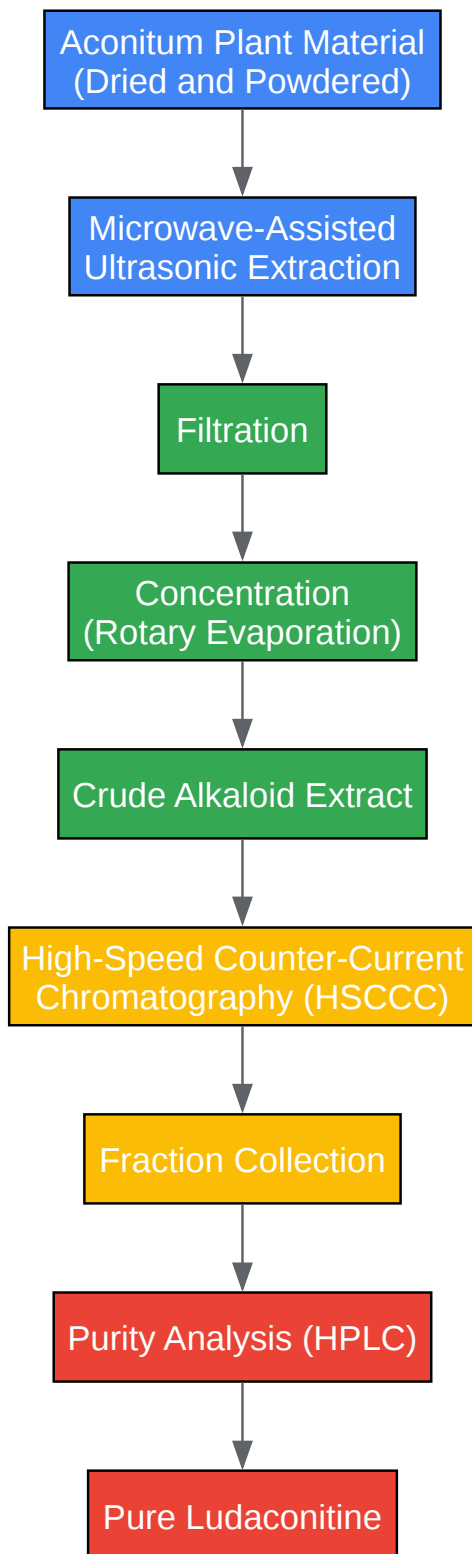 Aconitum Plant Material
(Dried and Powdered)
Microwave-Assisted
Ultrasonic Extraction
Filtration
Concentration
(Rotary Evaporation)
Crude Alkaloid Extract
High-Speed Counter-Current
Chromatography (HSCCC)
Fraction Collection
Purity Analysis (HPLC)
Pure Ludaconitine